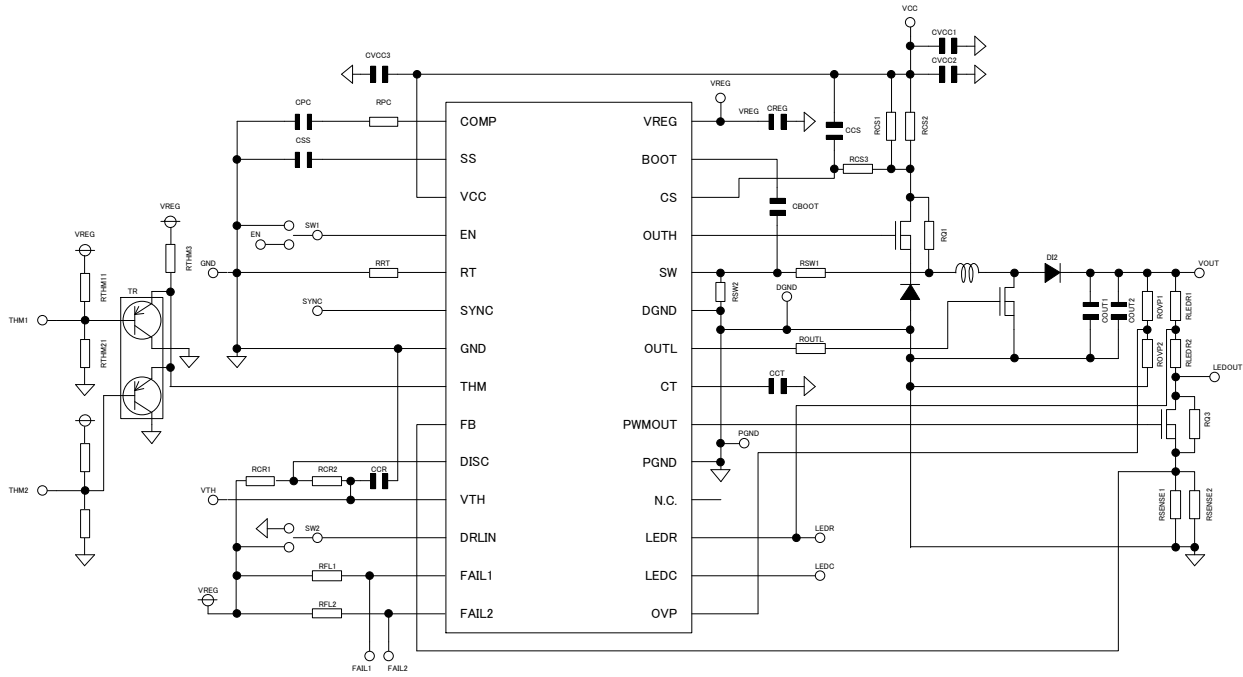 VCC
CVCC1
CVCC2
CVCC3
VREG
VREG
CREG
CPC
RPC
CSS
CCS
RCS1
RCS2
RCS3
COMP
SS
VCC
EN
RT
SYNC
GND
THM
FB
DISC
VTH
DRLIN
FAIL1
FAIL2
VREG
BOOT
CS
OUTH
SW
DGND
OUTL
CT
PWMOUT
PGND
N.C.
LEDR
LEDC
OVP
CBOOT
RQ1
EN
SW1
GND
RRT
SYNC
VREG
VREG
RTHM3
RTHM11
RTHM21
TR
THM1
THM2
RSW1
RSW2
DGND
DI2
VOUT
COUT1
COUT2
ROVP1
ROVP2
RLEDR1
RLEDR2
LEDOUT
ROUTL
CCT
PGND
RQ3
RSENSE1
RSENSE2
RCR1
RCR2
CCR
VTH
SW2
LEDR
LEDC
VREG
RFL1
RFL2
FAIL1
FAIL2